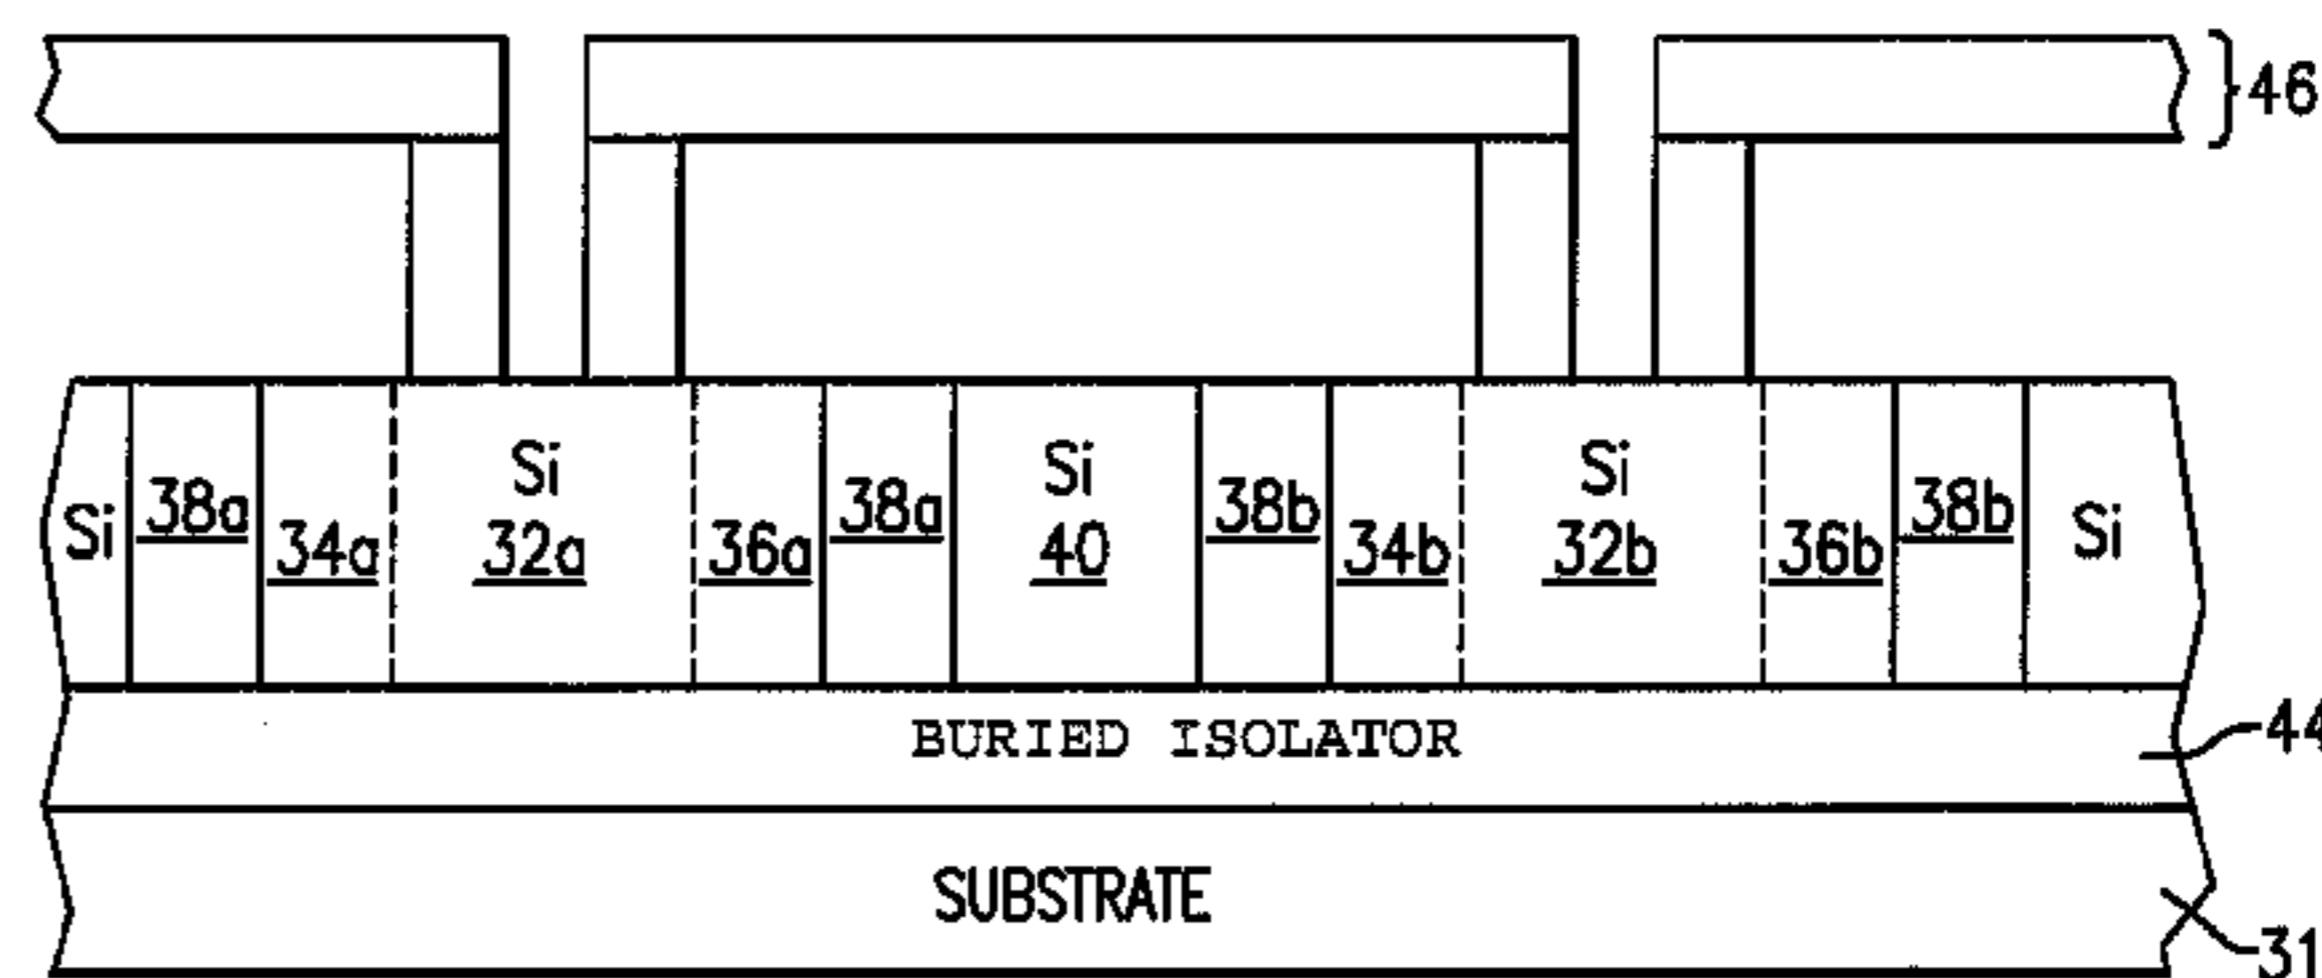 46
Si Si Si
Si 38a 34a 32a 36a 38a 40 38b 34b 32b 36b 38b Si
BURIED ISOLATOR
44
SUBSTRATE
31